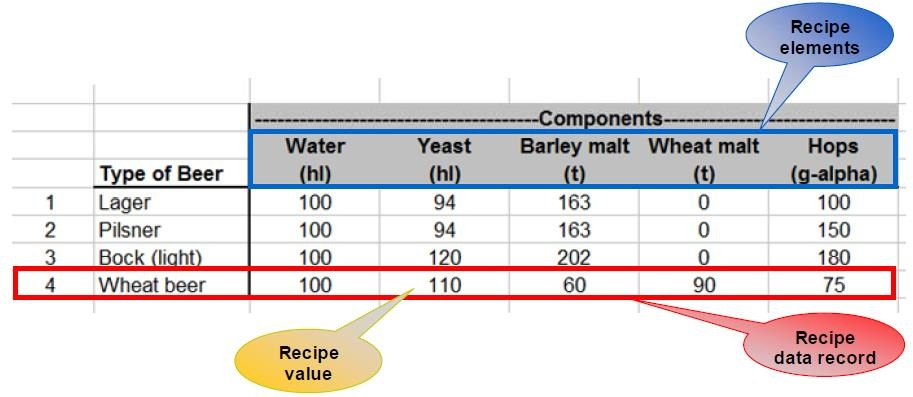 Recipe
elements
--Components--
Water Yeast Barley malt Wheat malt Hops
Type of Beer (hl) (hl) (t) (t) (g-alpha)
1 Lager 100 94 163 0 100
2 Pilsner 100 94 163 0 150
3 Bock (light) 100 120 202 0 180
4 Wheat beer 100 110 60 90 75
Recipe
value
Recipe
data record